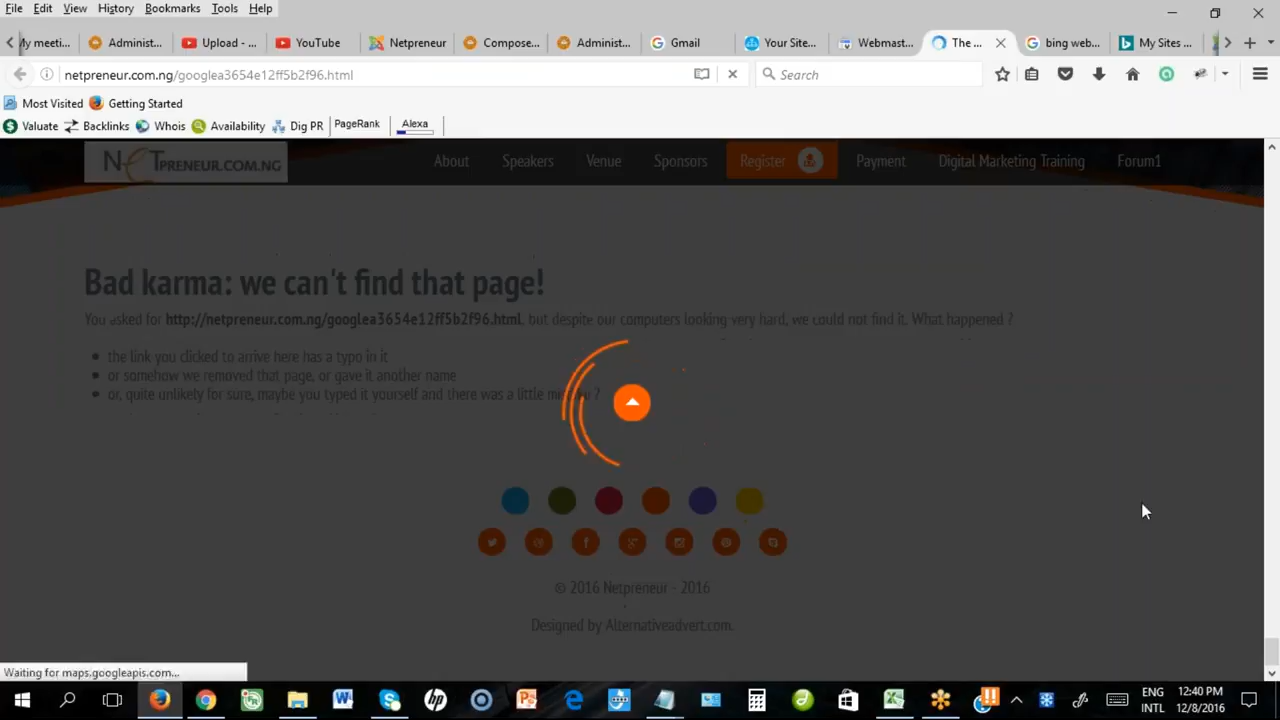 File Edit View History Bookmarks Tools Help
My meeti... Administ... Upload - ... YouTube Netpreneur Compose... Administ... Gmail Your Site... Webmast... The ... bing web... My Sites ...
netpreneur.com.ng/googlea3654e12ff5b2f96.html Search
Most Visited Getting Started
Valuate Backlinks Whois Availability Dig PR PageRank Alexa
NETPRENEUR.COM.NG About Speakers Venue Sponsors Register Payment Digital Marketing Training Forum1
Bad karma: we can't find that page!
You asked for http://netpreneur.com.ng/googlea3654e12ff5b2f96.html, but despite our computers looking very hard, we could not find it. What happened ?
the link you clicked to arrive here has a typo in it
or somehow we removed that page, or gave it another name
or, quite unlikely for sure, maybe you typed it yourself and there was a little ?
© 2016 Netpreneur - 2016
Designed by Alternativeadvert.com.
Waiting for maps.googleapis.com...
ENG 12:40 PM
INTL 12/8/2016